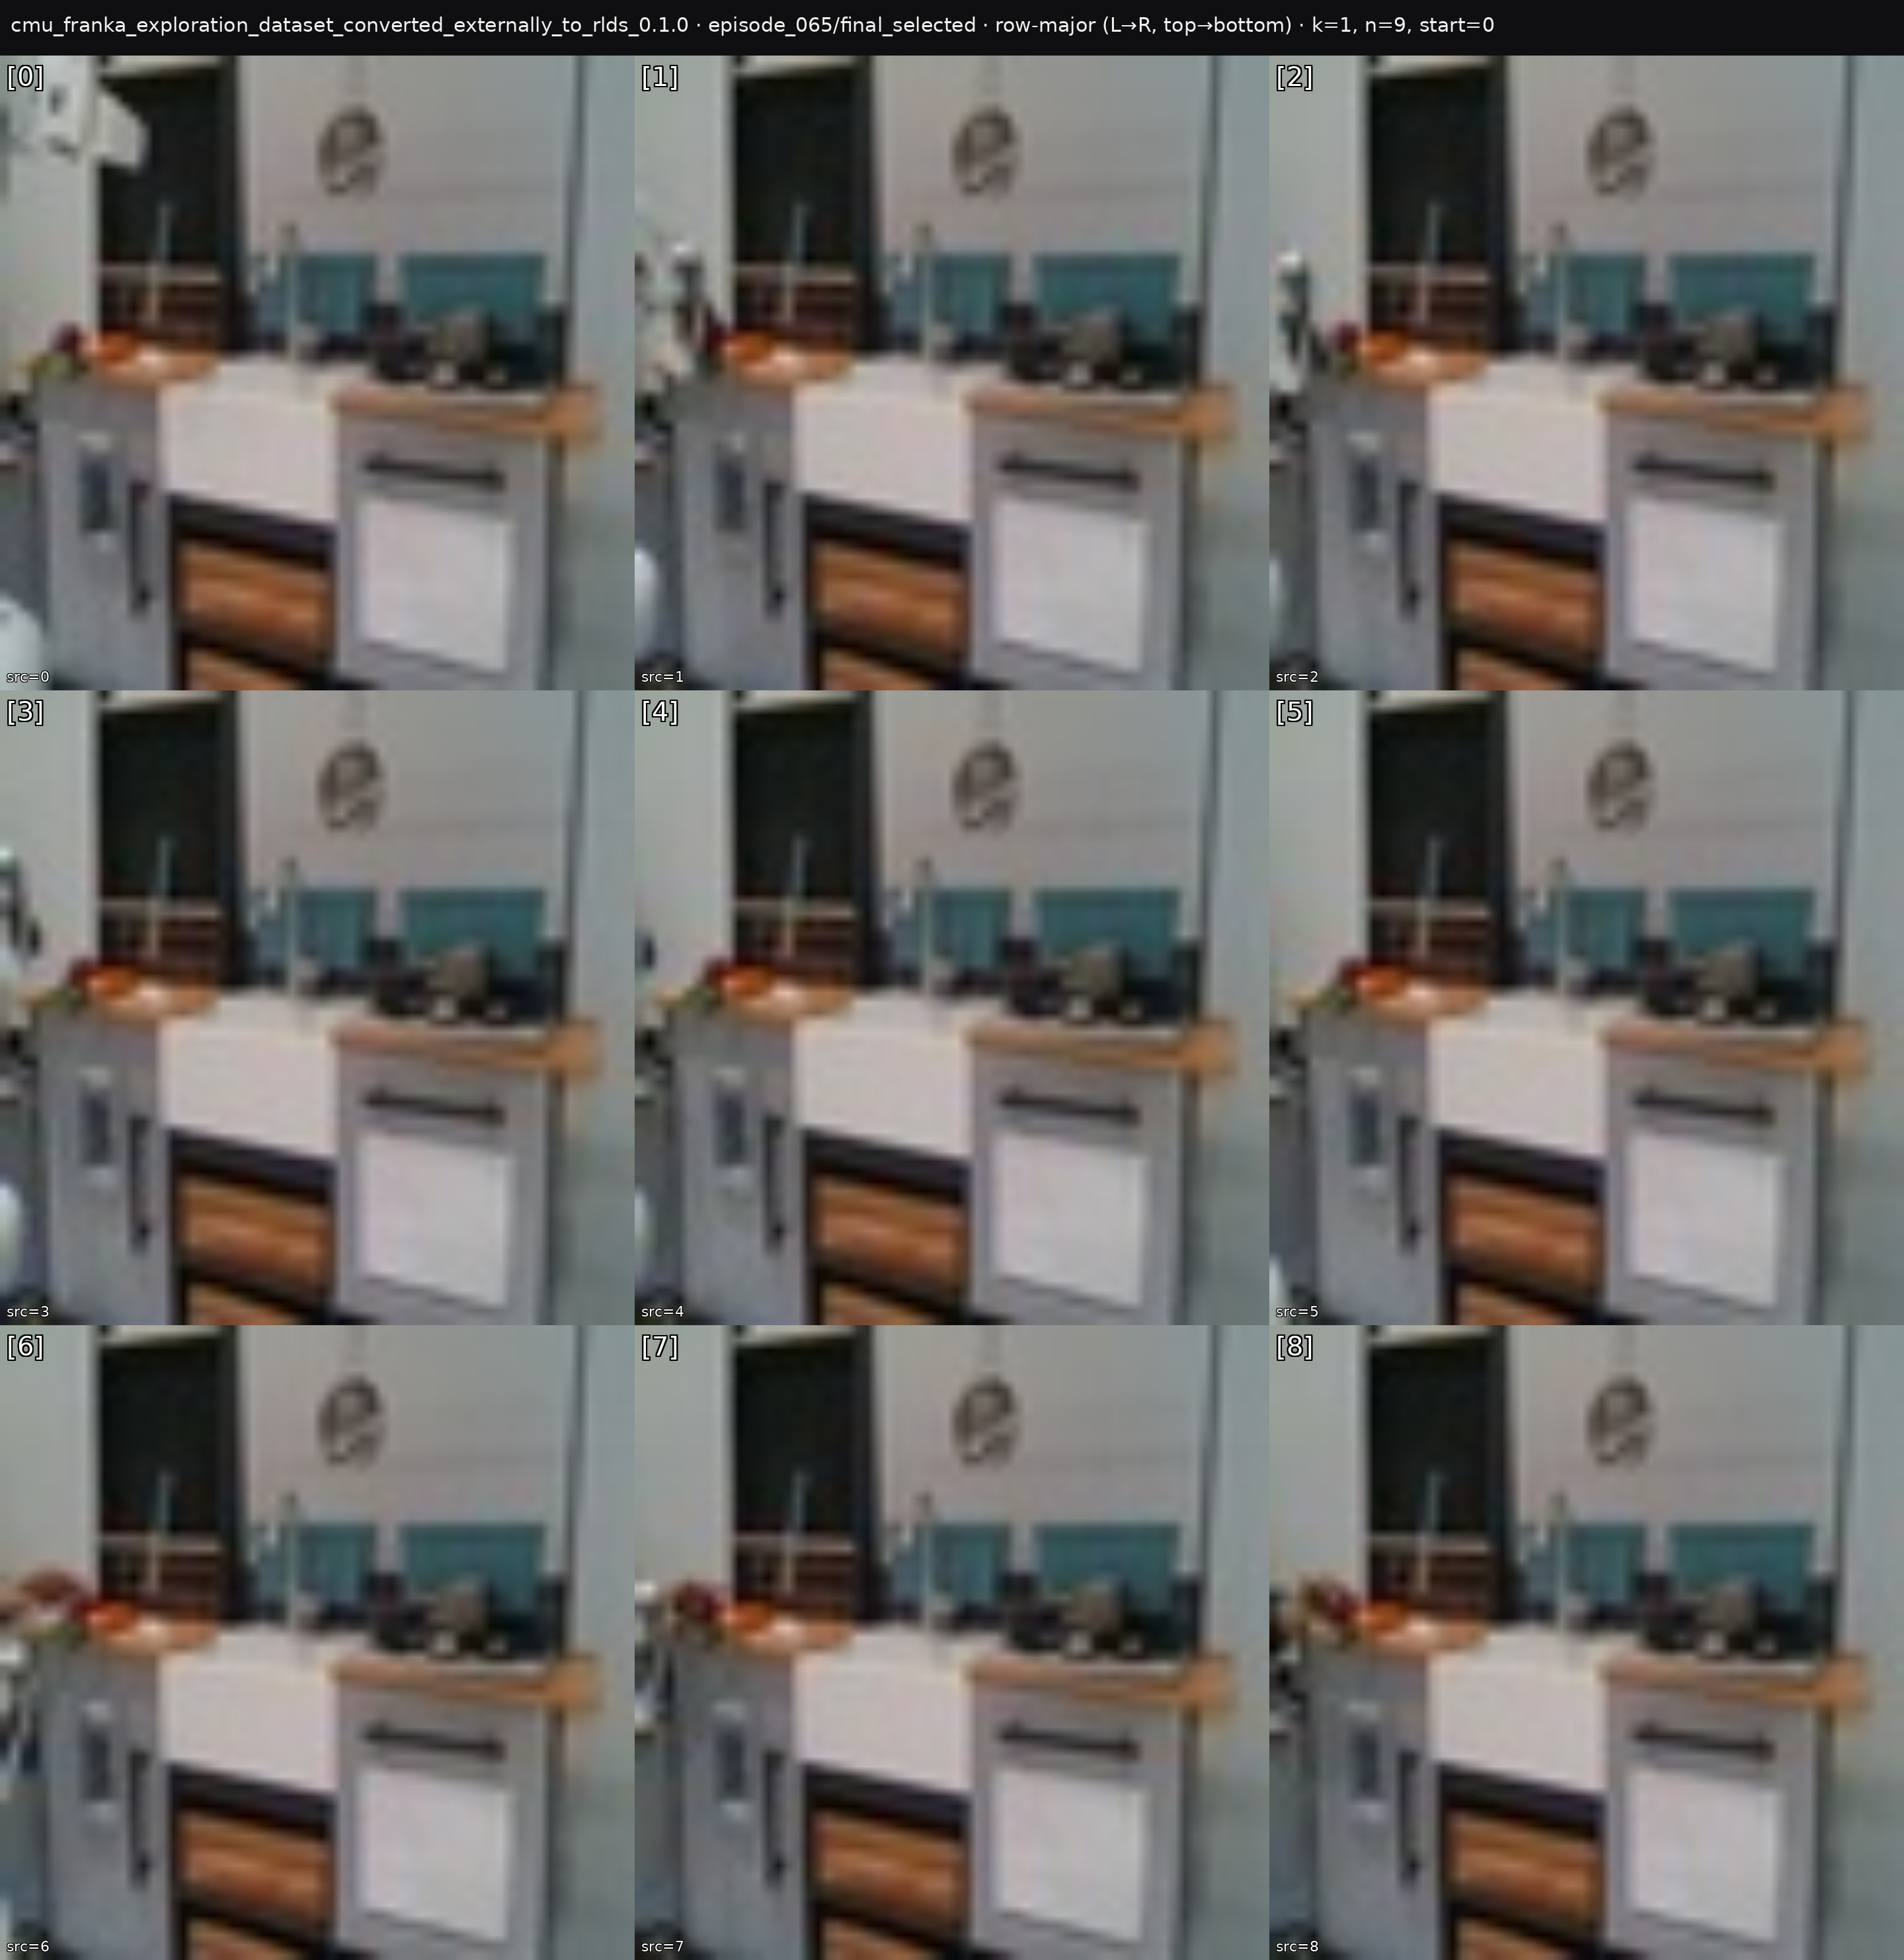 cmu_franka_exploration_dataset_converted_externally_to_rlds_0.1.0 · episode_065/final_selected · row-major (L→R, top→bottom) · k=1, n=9, start=0
[0]
[1]
[2]
src=0
src=1
src=2
[3]
[4]
[5]
src=3
src=4
src=5
[6]
[7]
[8]
src=6
src=7
src=8